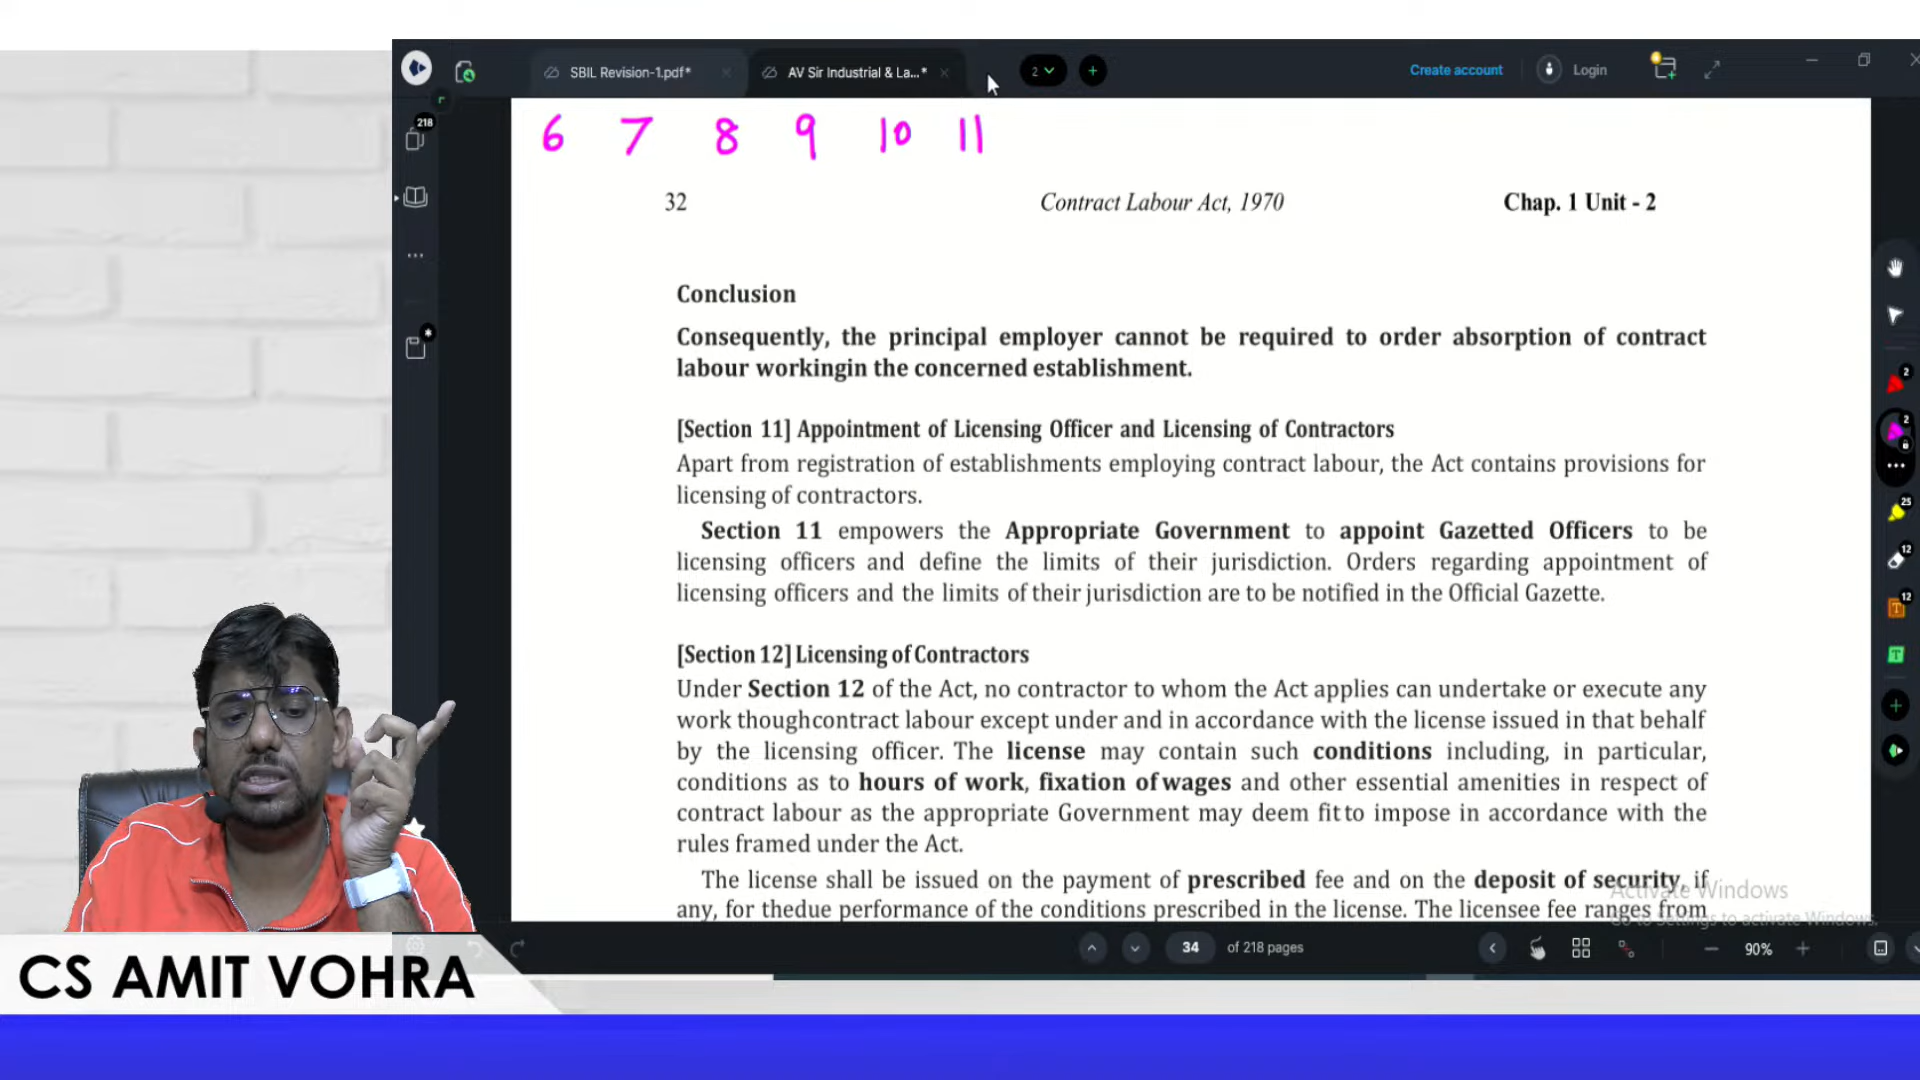 SBIL Revision-1.pdf*
AV Sir Industrial & La...*
2
Create account
Login
218
6 7 8 9 10 11
32 Contract Labour Act, 1970 Chap. 1 Unit - 2
Conclusion
Consequently, the principal employer cannot be required to order absorption of contract
labour workingin the concerned establishment.
[Section 11] Appointment of Licensing Officer and Licensing of Contractors
Apart from registration of establishments employing contract labour, the Act contains provisions for
licensing of contractors.
Section 11 empowers the Appropriate Government to appoint Gazetted Officers to be
licensing officers and define the limits of their jurisdiction. Orders regarding appointment of
licensing officers and the limits of their jurisdiction are to be notified in the Official Gazette.
[Section 12] Licensing of Contractors
Under Section 12 of the Act, no contractor to whom the Act applies can undertake or execute any
work thoughcontract labour except under and in accordance with the license issued in that behalf
by the licensing officer. The license may contain such conditions including, in particular,
conditions as to hours of work, fixation of wages and other essential amenities in respect of
contract labour as the appropriate Government may deem fit to impose in accordance with the
rules framed under the Act.
The license shall be issued on the payment of prescribed fee and on the deposit of security, if
any, for thedue performance of the conditions prescribed in the license. The licensee fee ranges from
Activate Windows
Go to Settings to activate Windows.
2
2
25
12
12
34 of 218 pages
90%
CS AMIT VOHRA